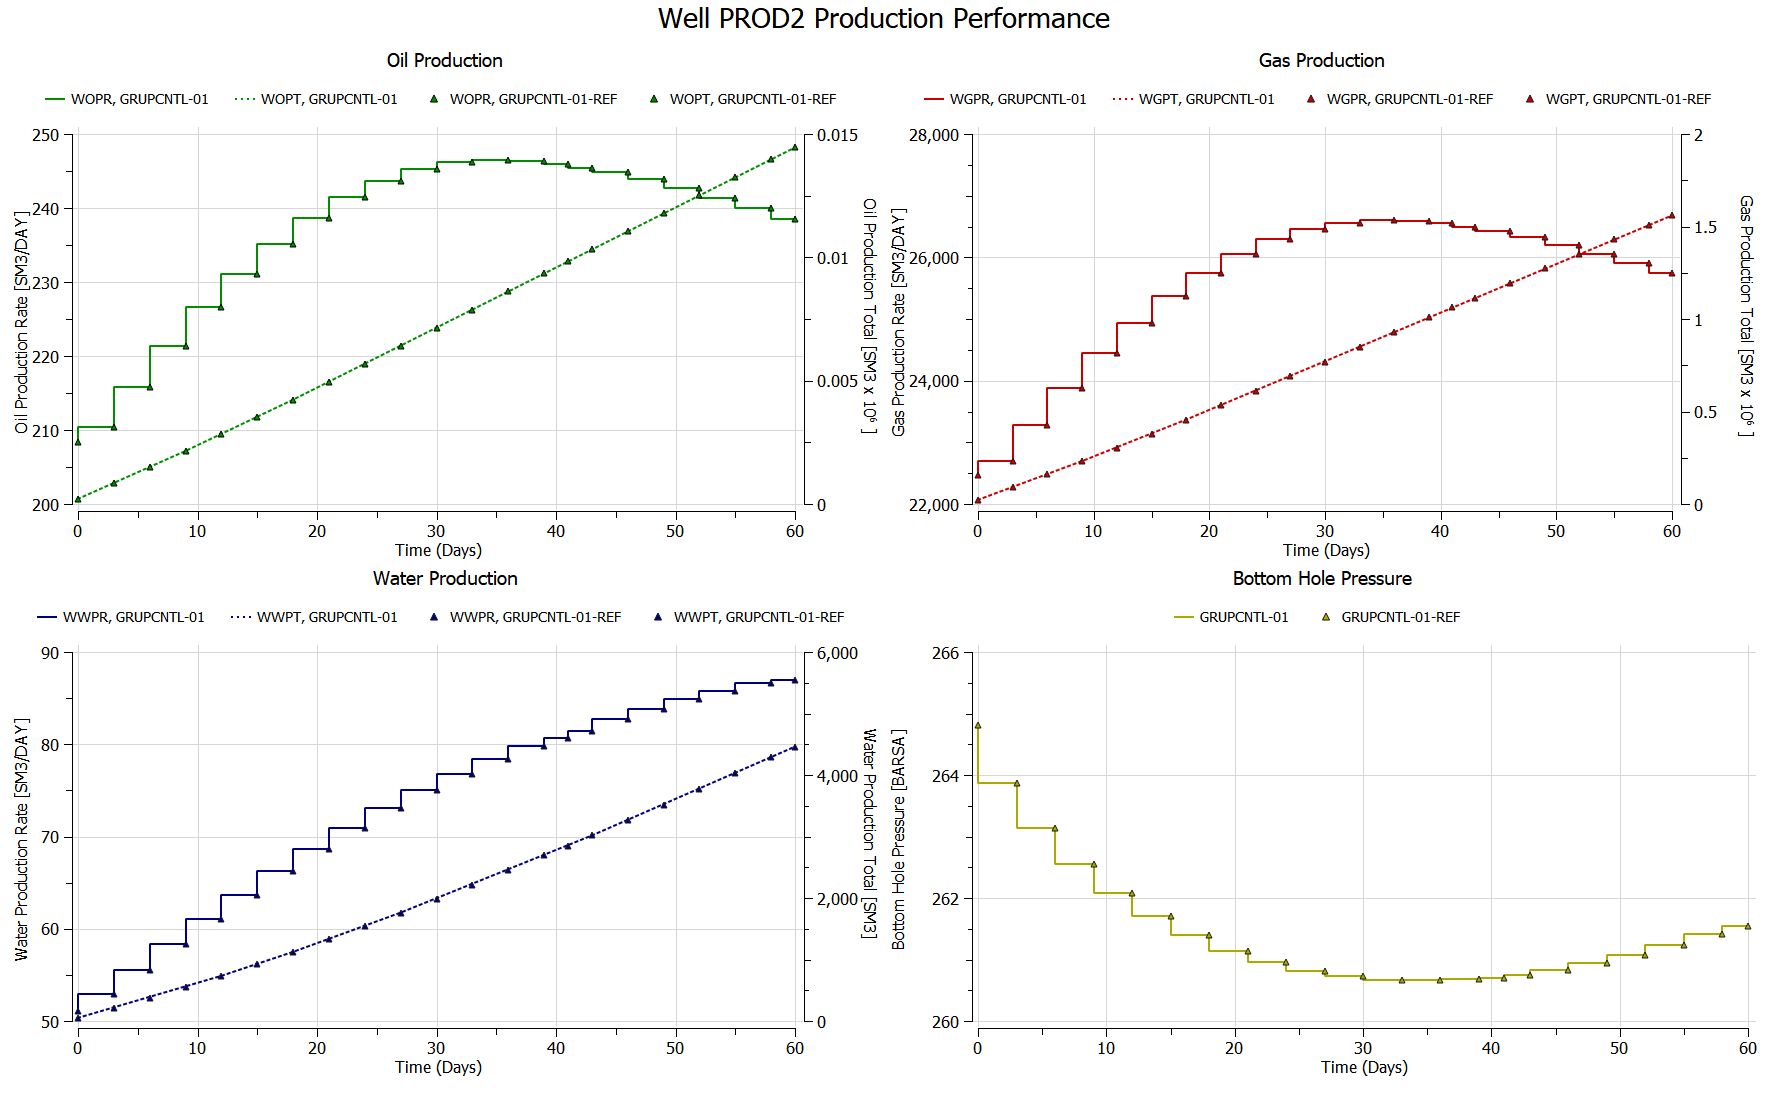 Well PROD2 Production Performance
Oil Production
WOPR, GRUPCNTL-01
WOPT, GRUPCNTL-01
WOPR, GRUPCNTL-01-REF
WOPT, GRUPCNTL-01-REF
250
240
230
220
210
200
Oil Production Rate [SM3/DAY]
0.015
0.01
0.005
0
Oil Production Total [SM3 x 10⁶ ]
0
10
20
30
40
50
60
Time (Days)
Gas Production
WGPR, GRUPCNTL-01
WGPT, GRUPCNTL-01
WGPR, GRUPCNTL-01-REF
WGPT, GRUPCNTL-01-REF
28,000
26,000
24,000
22,000
Gas Production Rate [SM3/DAY]
2
1.5
1
0.5
0
Gas Production Total [SM3 x 10⁶ ]
0
10
20
30
40
50
60
Time (Days)
Water Production
WWPR, GRUPCNTL-01
WWPT, GRUPCNTL-01
WWPR, GRUPCNTL-01-REF
WWPT, GRUPCNTL-01-REF
90
80
70
60
50
Water Production Rate [SM3/DAY]
6,000
4,000
2,000
0
Water Production Total [SM3]
0
10
20
30
40
50
60
Time (Days)
Bottom Hole Pressure
GRUPCNTL-01
GRUPCNTL-01-REF
266
264
262
260
Bottom Hole Pressure [BARSA]
0
10
20
30
40
50
60
Time (Days)